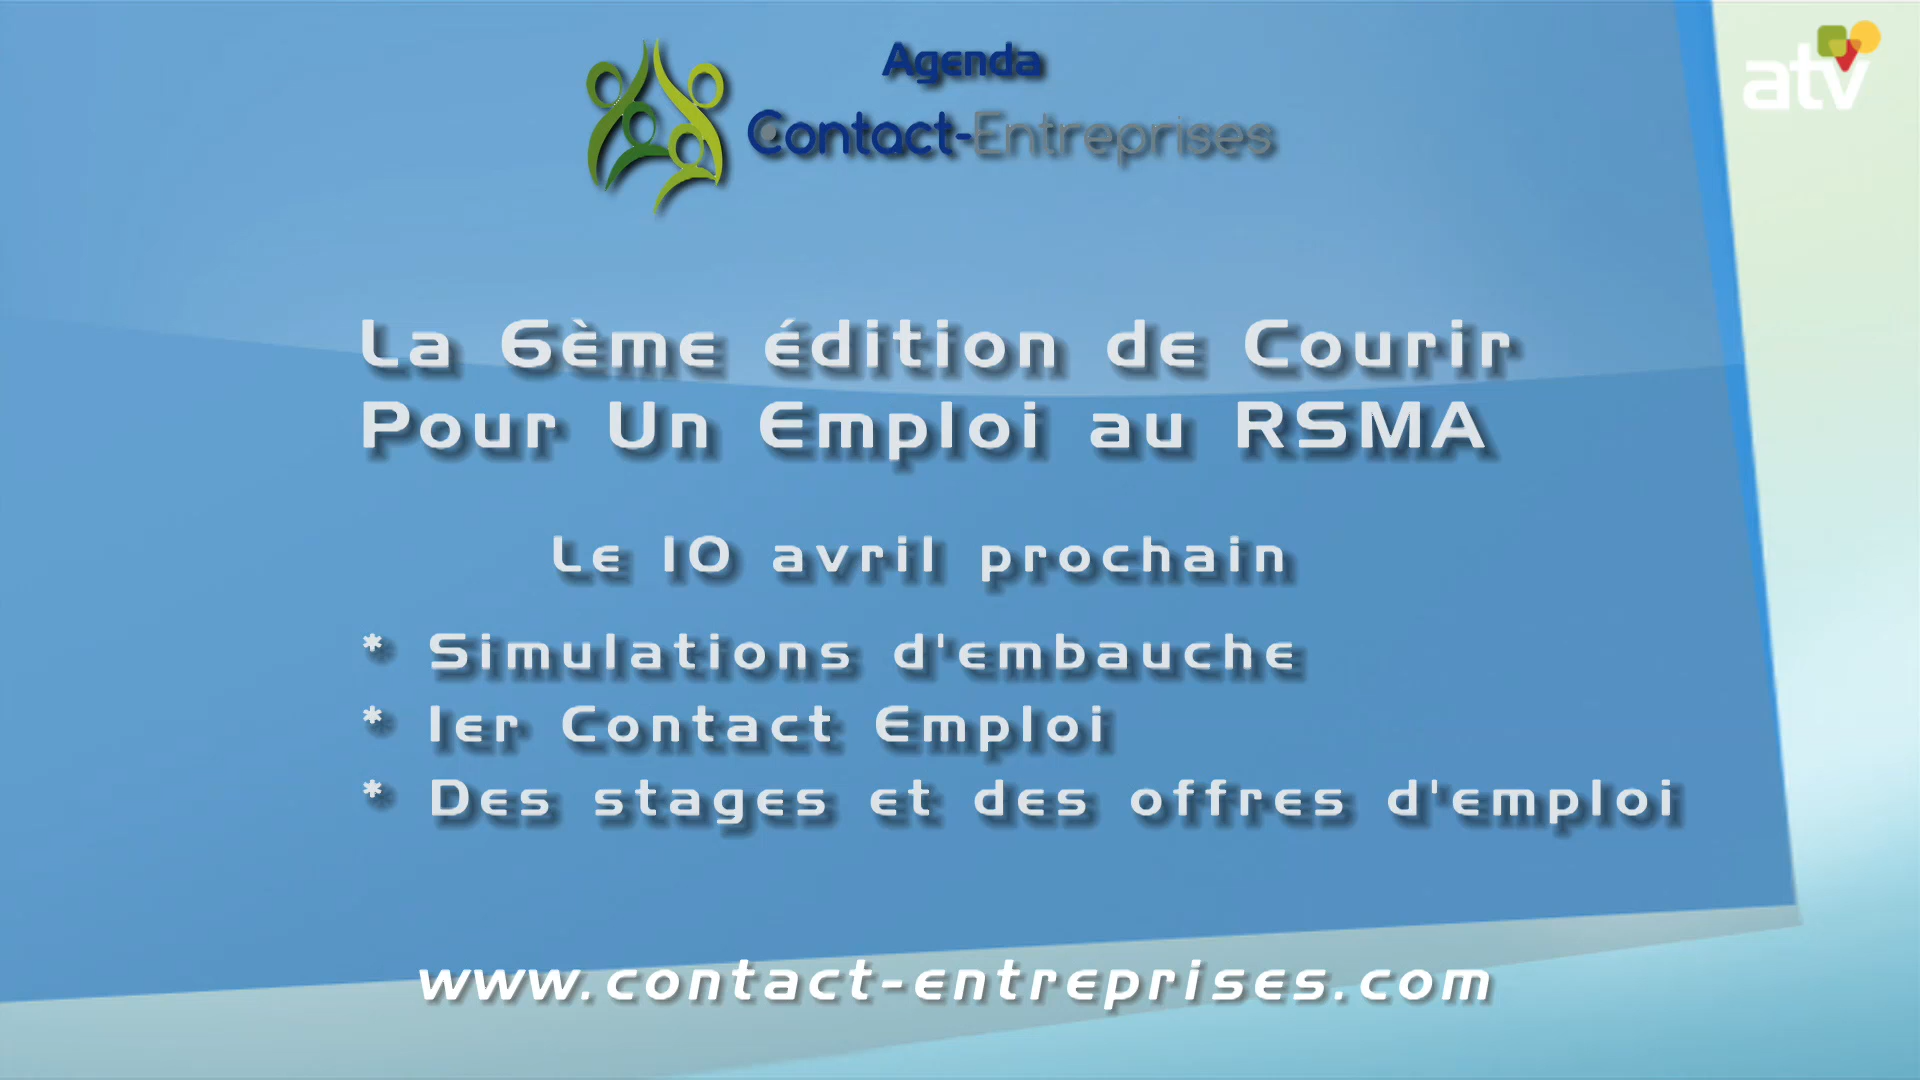 Agenda
atv
Contact-Entreprises
La 6ème édition de Courir
Pour Un Emploi au RSMA
Le 10 avril prochain
* Simulations d'embauche
* 1er Contact Emploi
* Des stages et des offres d'emploi
www.contact-entreprises.com